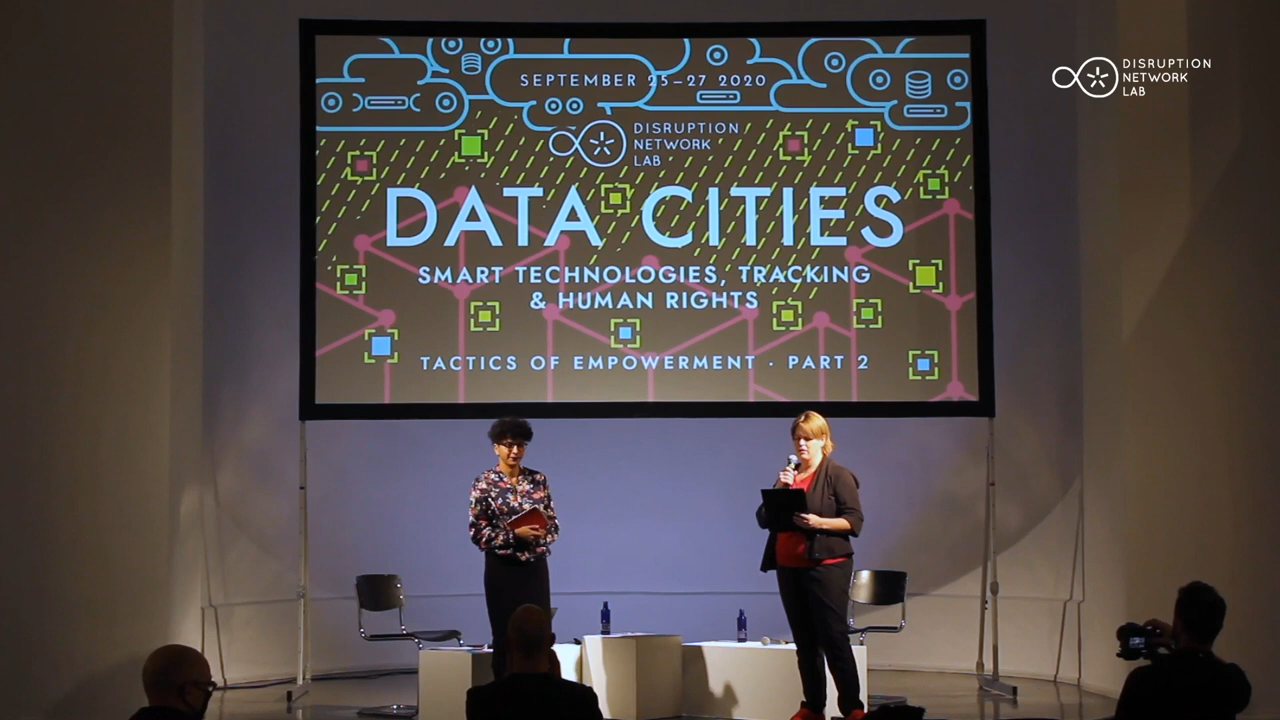 SEPTEMBER 25–27 2020
DISRUPTION
NETWORK
LAB
DATA CITIES
SMART TECHNOLOGIES, TRACKING
& HUMAN RIGHTS
TACTICS OF EMPOWERMENT · PART 2
DISRUPTION
NETWORK
LAB